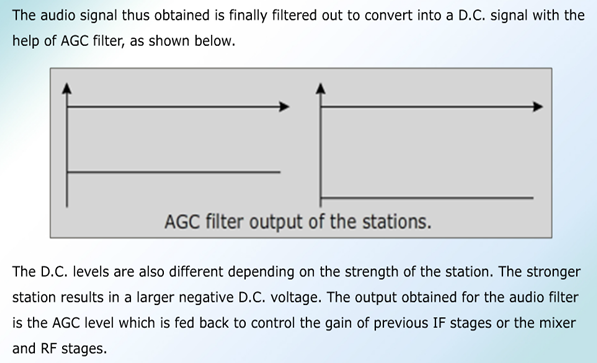 The audio signal thus obtained is finally filtered out to convert into a D.C. signal with the
help of AGC filter, as shown below.
AGC filter output of the stations.
The D.C. levels are also different depending on the strength of the station. The stronger
station results in a larger negative D.C. voltage. The output obtained for the audio filter
is the AGC level which is fed back to control the gain of previous IF stages or the mixer
and RF stages.